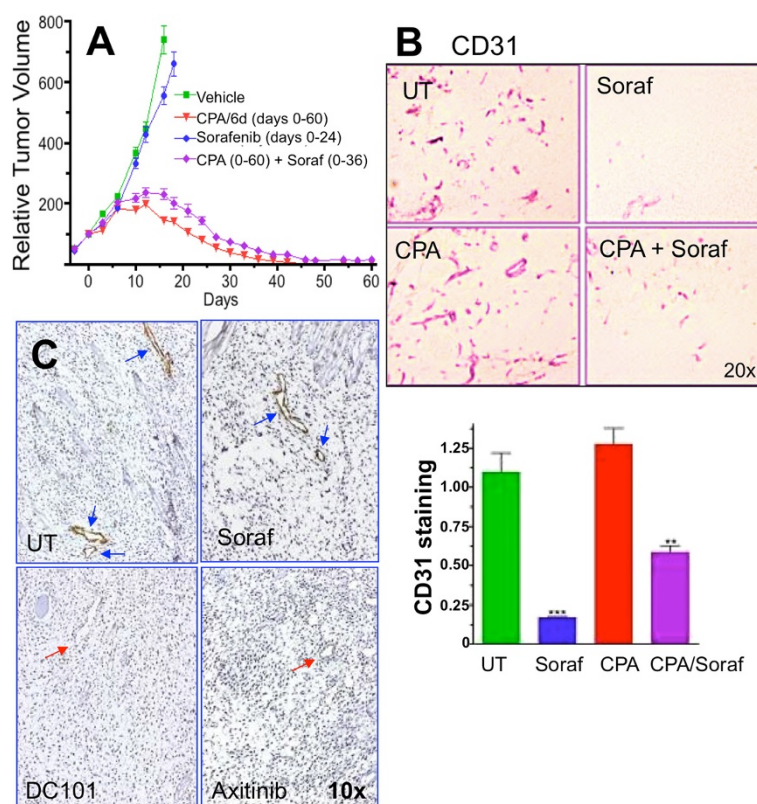 A
Relative Tumor Volume
800
600
400
200
0
10
20
30
40
50
60
Days
Vehicle
CPA/6d (days 0-60)
Sorafenib (days 0-24)
CPA (0-60) + Soraf (0-36)
B
CD31
UT
Soraf
CPA
CPA + Soraf
20x
C
UT
Soraf
DC101
Axitinib
10x
CD31 staining
1.25
1.00
0.75
0.50
0.25
0
***
**
UT
Soraf
CPA
CPA/Soraf